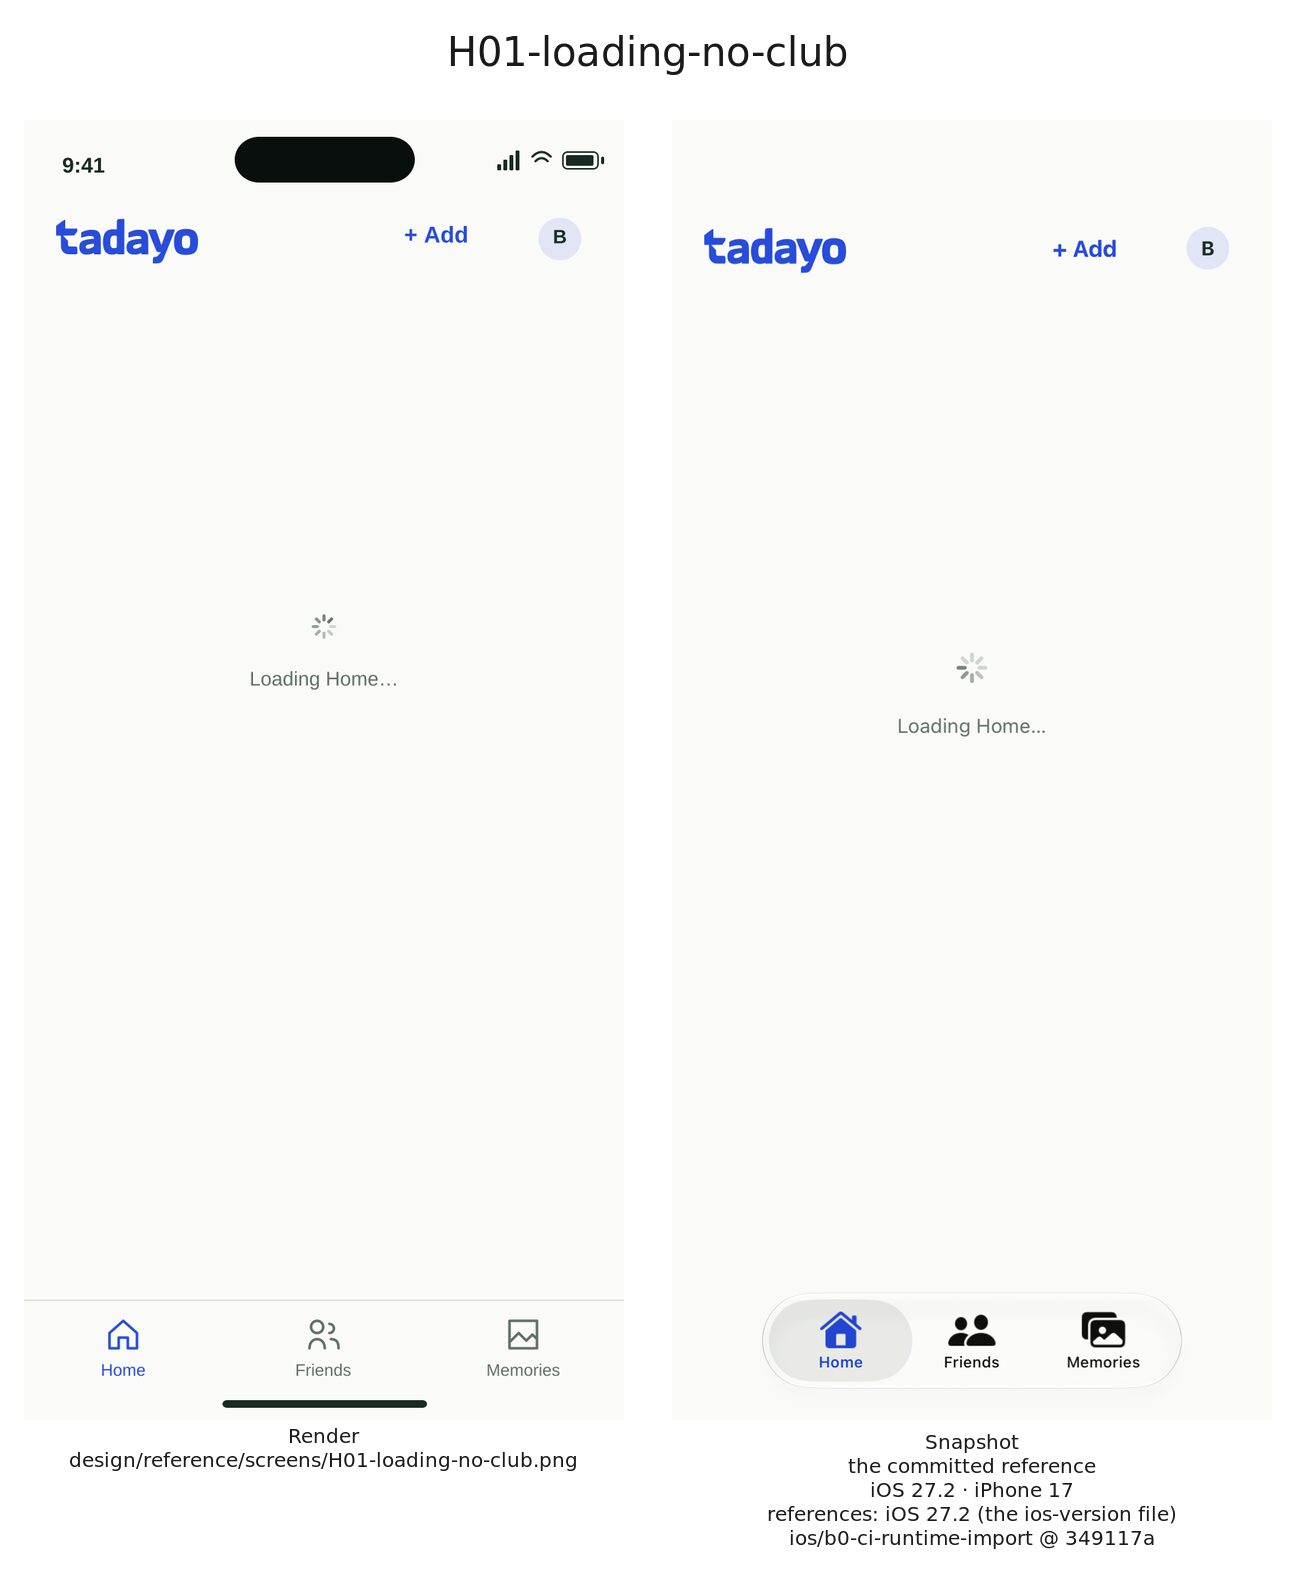 H01-loading-no-club
9:41
tadayo
+ Add
B
Loading Home…
Home
Friends
Memories
Render
design/reference/screens/H01-loading-no-club.png
tadayo
+ Add
B
Loading Home...
Home
Friends
Memories
Snapshot
the committed reference
iOS 27.2 · iPhone 17
references: iOS 27.2 (the ios-version file)
ios/b0-ci-runtime-import @ 349117a